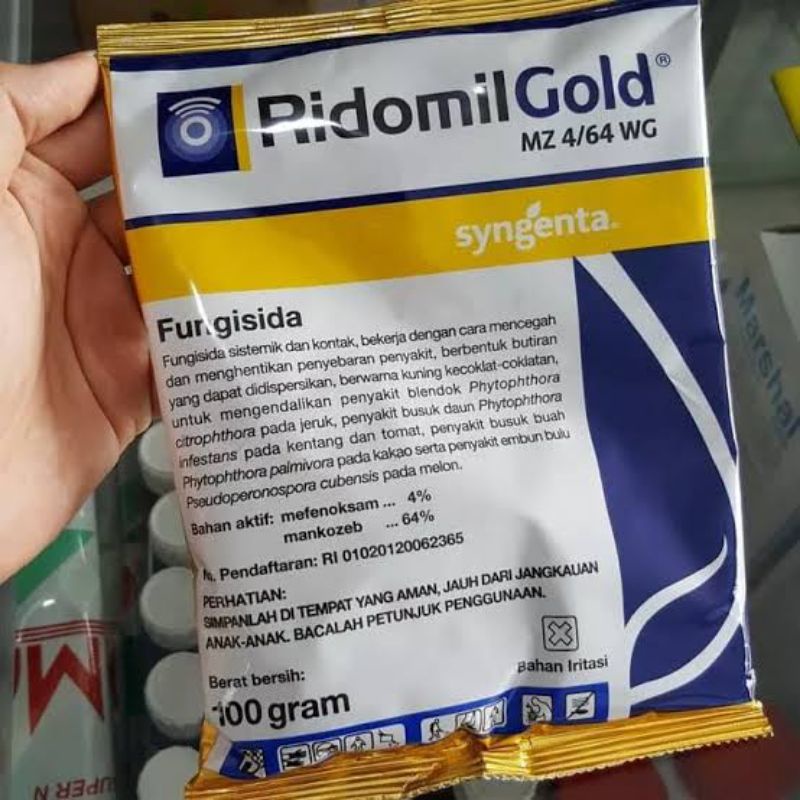 RidomilGold®
MZ 4/64 WG
syngenta
Fungisida
Fungisida sistemik dan kontak, bekerja dengan cara mencegah
dan menghentikan penyebaran penyakit, berbentuk butiran
yang dapat didispersikan, berwarna kuning kecoklat-coklatan,
untuk mengendalikan penyakit blendok Phytophthora
citrophthora pada jeruk, penyakit busuk daun Phytophthora
infestans pada kentang dan tomat, penyakit busuk buah
Phytophthora palmivora pada kakao serta penyakit embun bulu
Pseudoperonospora cubensis pada melon.
Bahan aktif: mefenoksam ... 4%
mankozeb ... 64%
No. Pendaftaran: RI 01020120062365
PERHATIAN:
SIMPANLAH DI TEMPAT YANG AMAN, JAUH DARI JANGKAUAN
ANAK-ANAK. BACALAH PETUNJUK PENGGUNAAN.
Bahan Iritasi
Berat bersih:
100 gram
Marshal
SUPER N